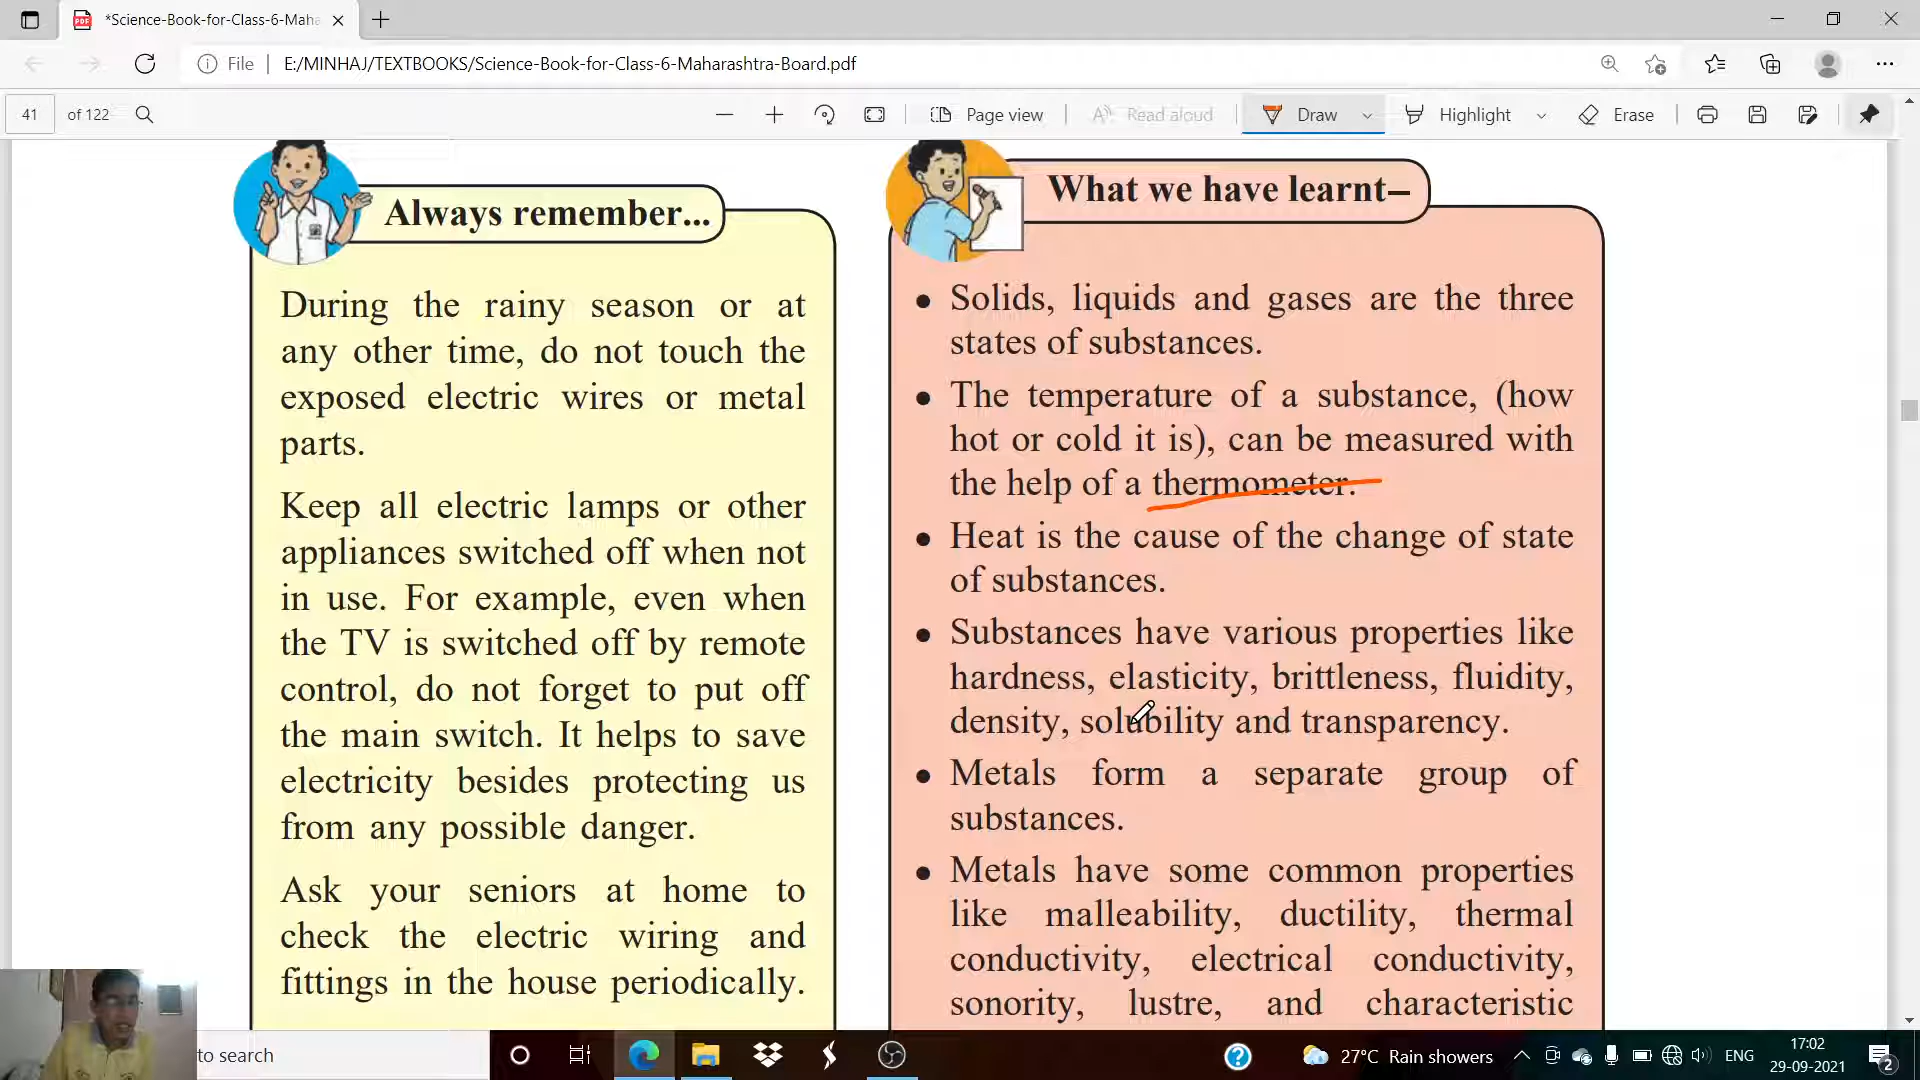 *Science-Book-for-Class-6-Maha
File
E:/MINHAJ/TEXTBOOKS/Science-Book-for-Class-6-Maharashtra-Board.pdf
41 of 122
Page view
Read aloud
Draw
Highlight
Erase
Always remember...
During the rainy season or at
any other time, do not touch the
exposed electric wires or metal
parts.
Keep all electric lamps or other
appliances switched off when not
in use. For example, even when
the TV is switched off by remote
control, do not forget to put off
the main switch. It helps to save
electricity besides protecting us
from any possible danger.
Ask your seniors at home to
check the electric wiring and
fittings in the house periodically.
What we have learnt–
• Solids, liquids and gases are the three
states of substances.
• The temperature of a substance, (how
hot or cold it is), can be measured with
the help of a thermometer.
• Heat is the cause of the change of state
of substances.
• Substances have various properties like
hardness, elasticity, brittleness, fluidity,
density, solubility and transparency.
• Metals form a separate group of
substances.
• Metals have some common properties
like malleability, ductility, thermal
conductivity, electrical conductivity,
sonority, lustre, and characteristic
to search
27°C Rain showers
ENG
17:02
29-09-2021
2